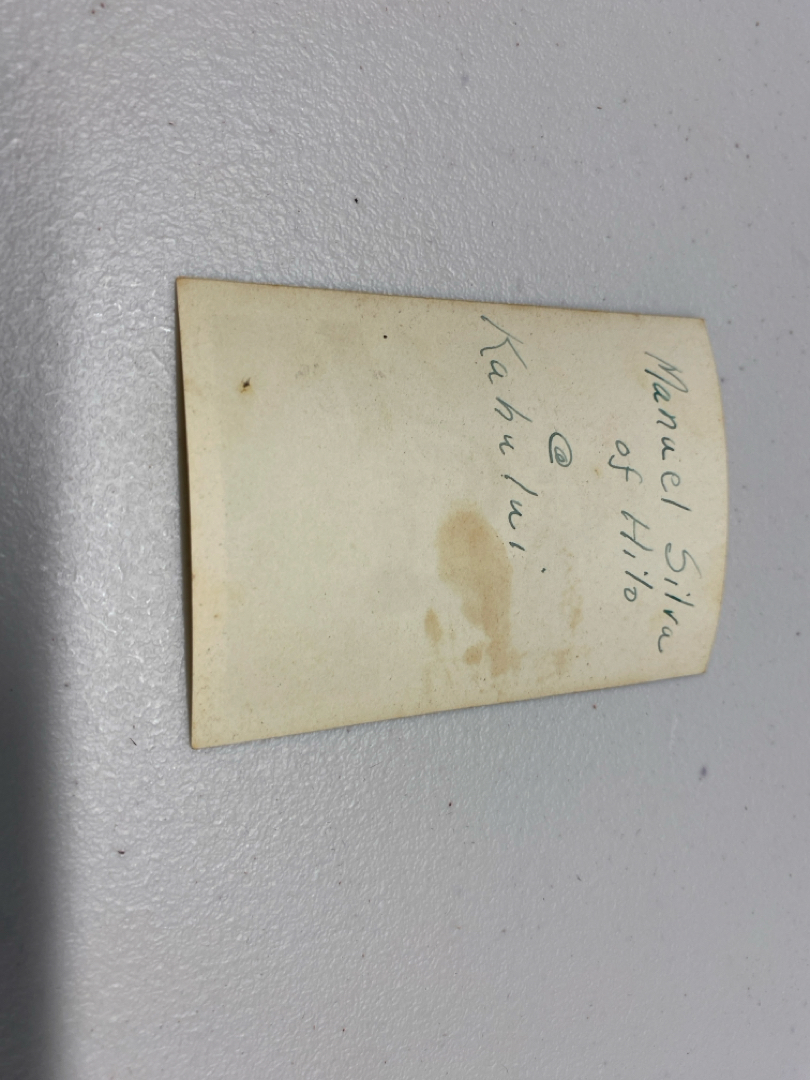 Manuel Silva
of Hilo
@
Kahului